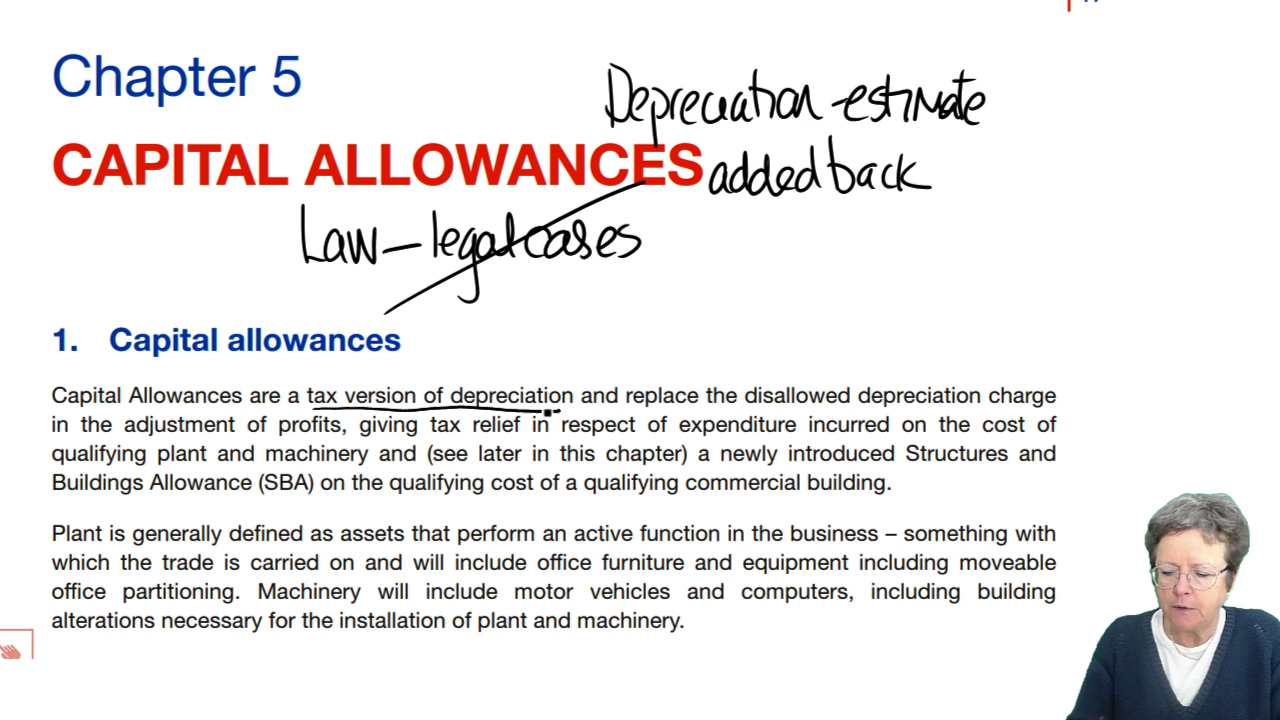 Chapter 5
Depreciation - estimate
CAPITAL ALLOWANCES added back
Law - legal cases
1. Capital allowances
Capital Allowances are a tax version of depreciation and replace the disallowed depreciation charge
in the adjustment of profits, giving tax relief in respect of expenditure incurred on the cost of
qualifying plant and machinery and (see later in this chapter) a newly introduced Structures and
Buildings Allowance (SBA) on the qualifying cost of a qualifying commercial building.
Plant is generally defined as assets that perform an active function in the business – something with
which the trade is carried on and will include office furniture and equipment including moveable
office partitioning. Machinery will include motor vehicles and computers, including building
alterations necessary for the installation of plant and machinery.